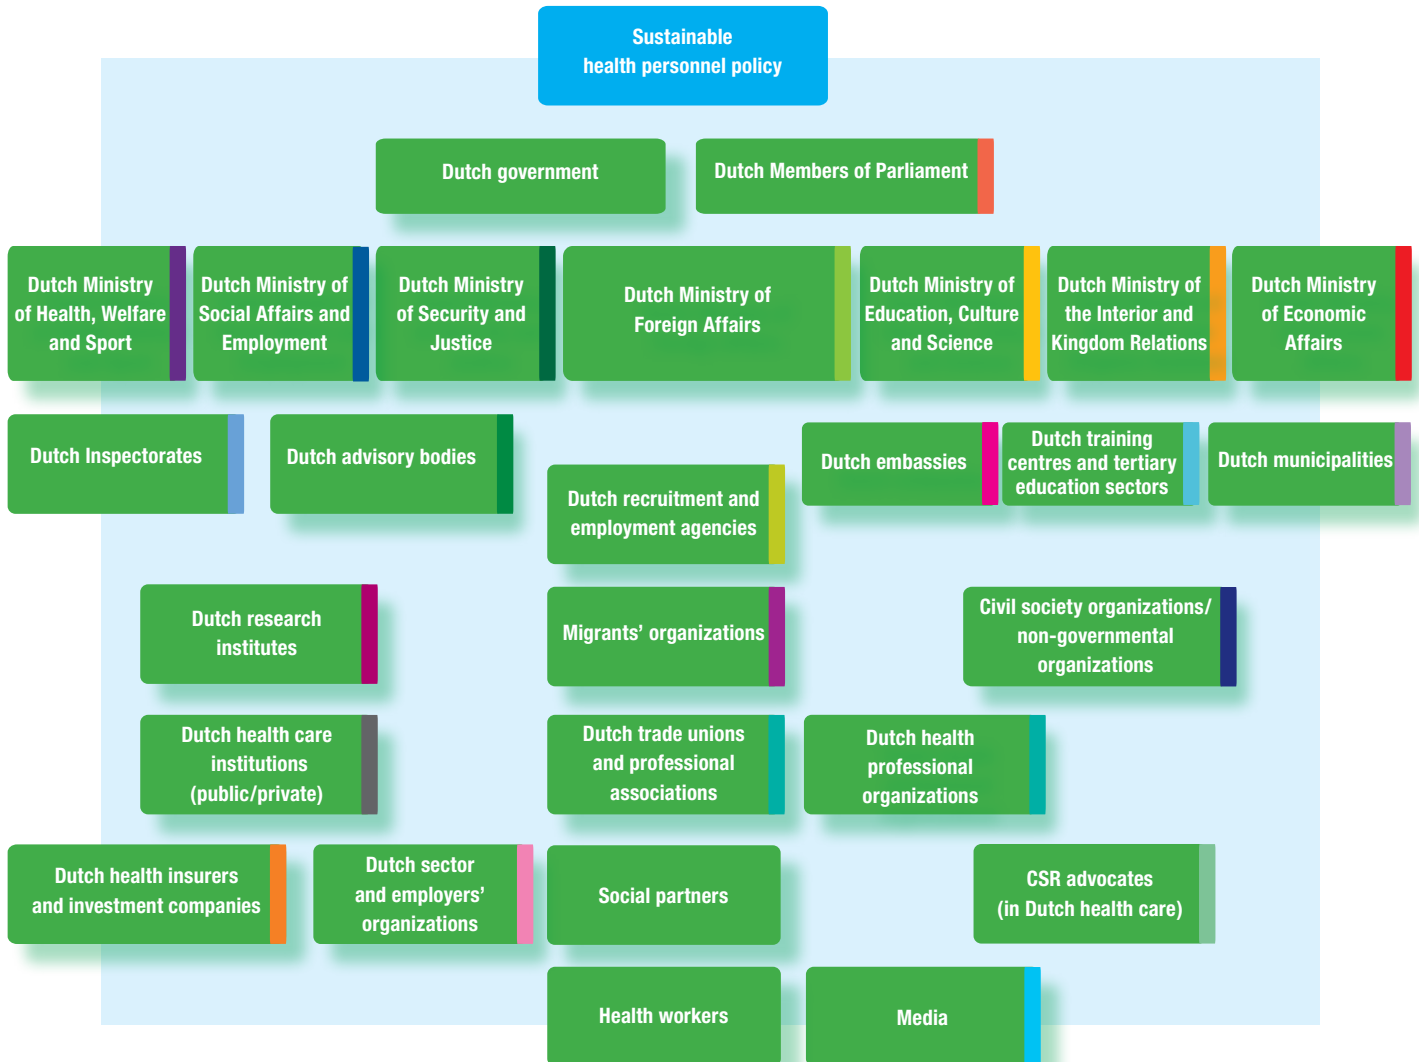 Sustainable
health personnel policy
Dutch government
Dutch Members of Parliament
Dutch Ministry
of Health, Welfare
and Sport
Dutch Ministry of
Social Affairs and
Employment
Dutch Ministry
of Security and
Justice
Dutch Ministry of
Foreign Affairs
Dutch Ministry of
Education, Culture
and Science
Dutch Ministry of
the Interior and
Kingdom Relations
Dutch Ministry
of Economic
Affairs
Dutch Inspectorates
Dutch advisory bodies
Dutch recruitment and
employment agencies
Dutch embassies
Dutch training
centres and tertiary
education sectors
Dutch municipalities
Dutch research
institutes
Migrants’ organizations
Civil society organizations/
non-governmental
organizations
Dutch health care
institutions
(public/private)
Dutch trade unions
and professional
associations
Dutch health
professional
organizations
Dutch health insurers
and investment companies
Dutch sector
and employers’
organizations
Social partners
CSR advocates
(in Dutch health care)
Health workers
Media